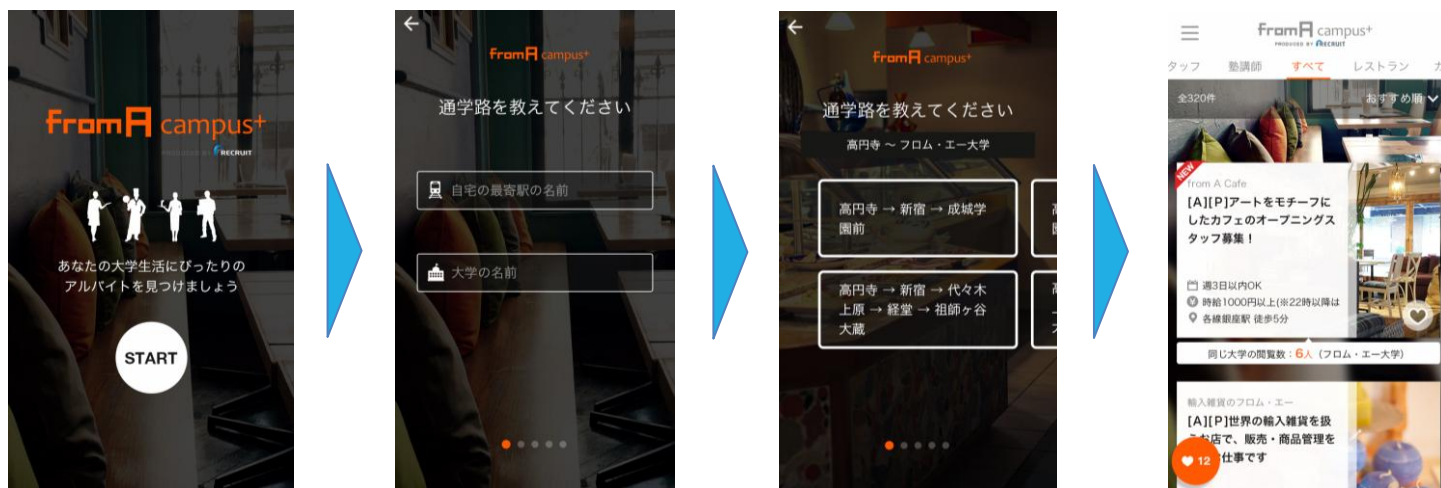 fromA campus+
PRODUCED BY RECRUIT
あなたの大学生活にぴったりの
アルバイトを見つけましょう
START
fromA campus+
通学路を教えてください
自宅の最寄駅の名前
大学の名前
fromA campus+
通学路を教えてください
高円寺 ～ フロム・エー大学
高円寺 → 新宿 → 成城学
園前
高円寺 → 新宿 → 代々木
上原 → 経堂 → 祖師ヶ谷
大蔵
fromA campus+
PRODUCED BY RECRUIT
タッフ 塾講師 すべて レストラン カ
全320件 おすすめ順
NEW
from A Cafe
[A][P]アートをモチーフに
したカフェのオープニングス
タッフ募集！
週3日以内OK
時給1000円以上(※22時以降は
各線銀座駅 徒歩5分
同じ大学の閲覧数：6人（フロム・エー大学）
輸入雑貨のフロム・エー
[A][P]世界の輸入雑貨を扱
お店で、販売・商品管理を
仕事です
12